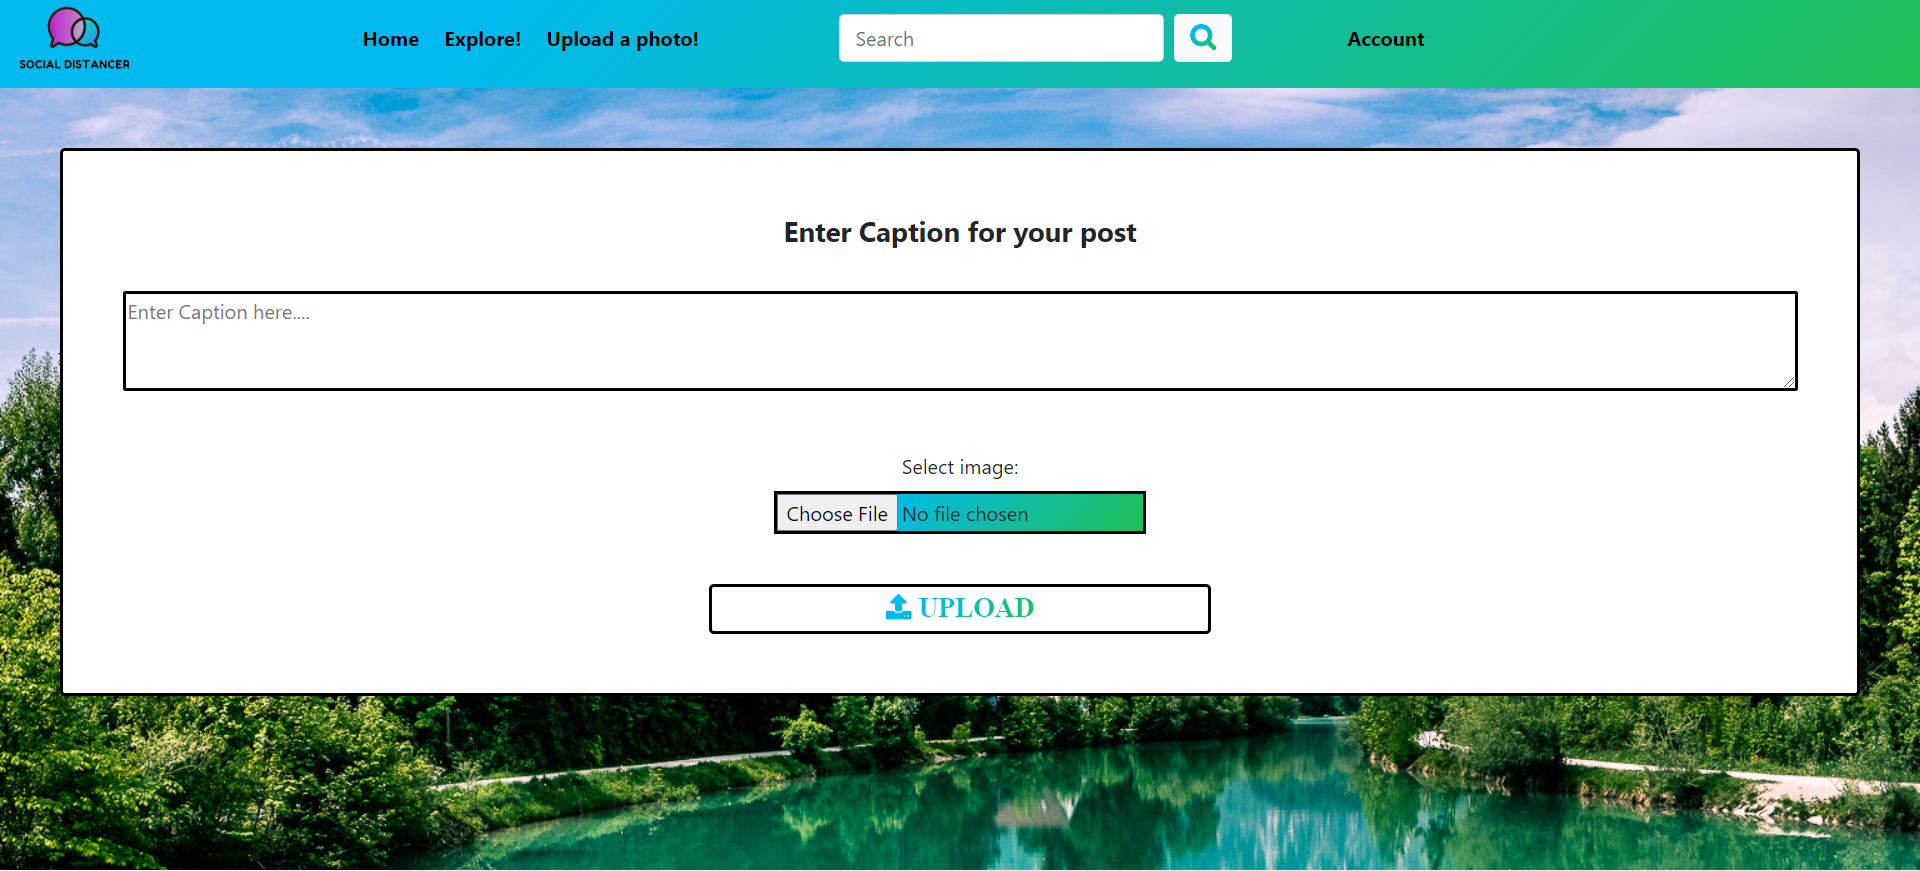 SOCIAL DISTANCER
Home Explore! Upload a photo! Search Account
Enter Caption for your post
Enter Caption here....
Select image:
Choose File No file chosen
UPLOAD